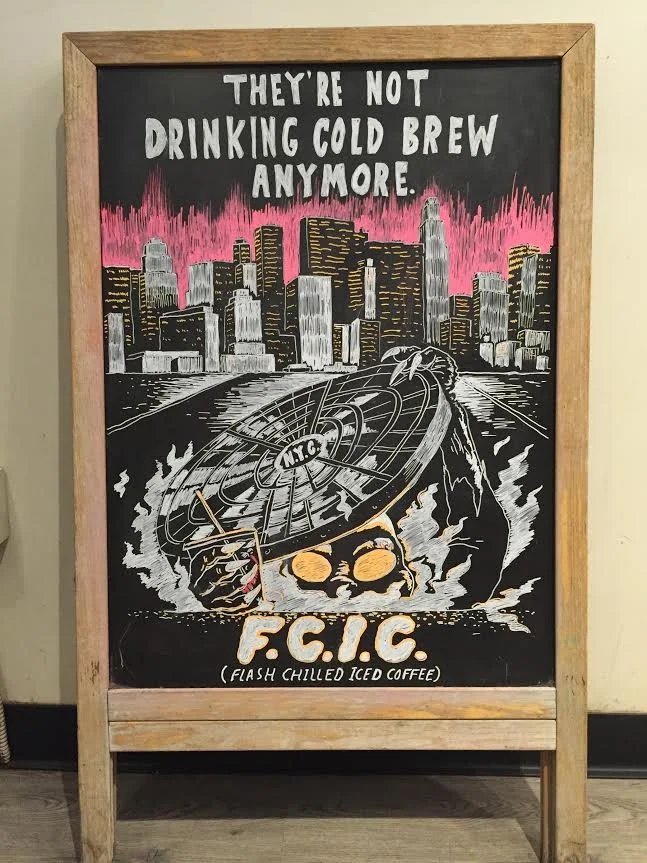 THEY'RE NOT
DRINKING COLD BREW
ANYMORE.
N.Y.C.
F.C.I.C.
(FLASH CHILLED ICED COFFEE)